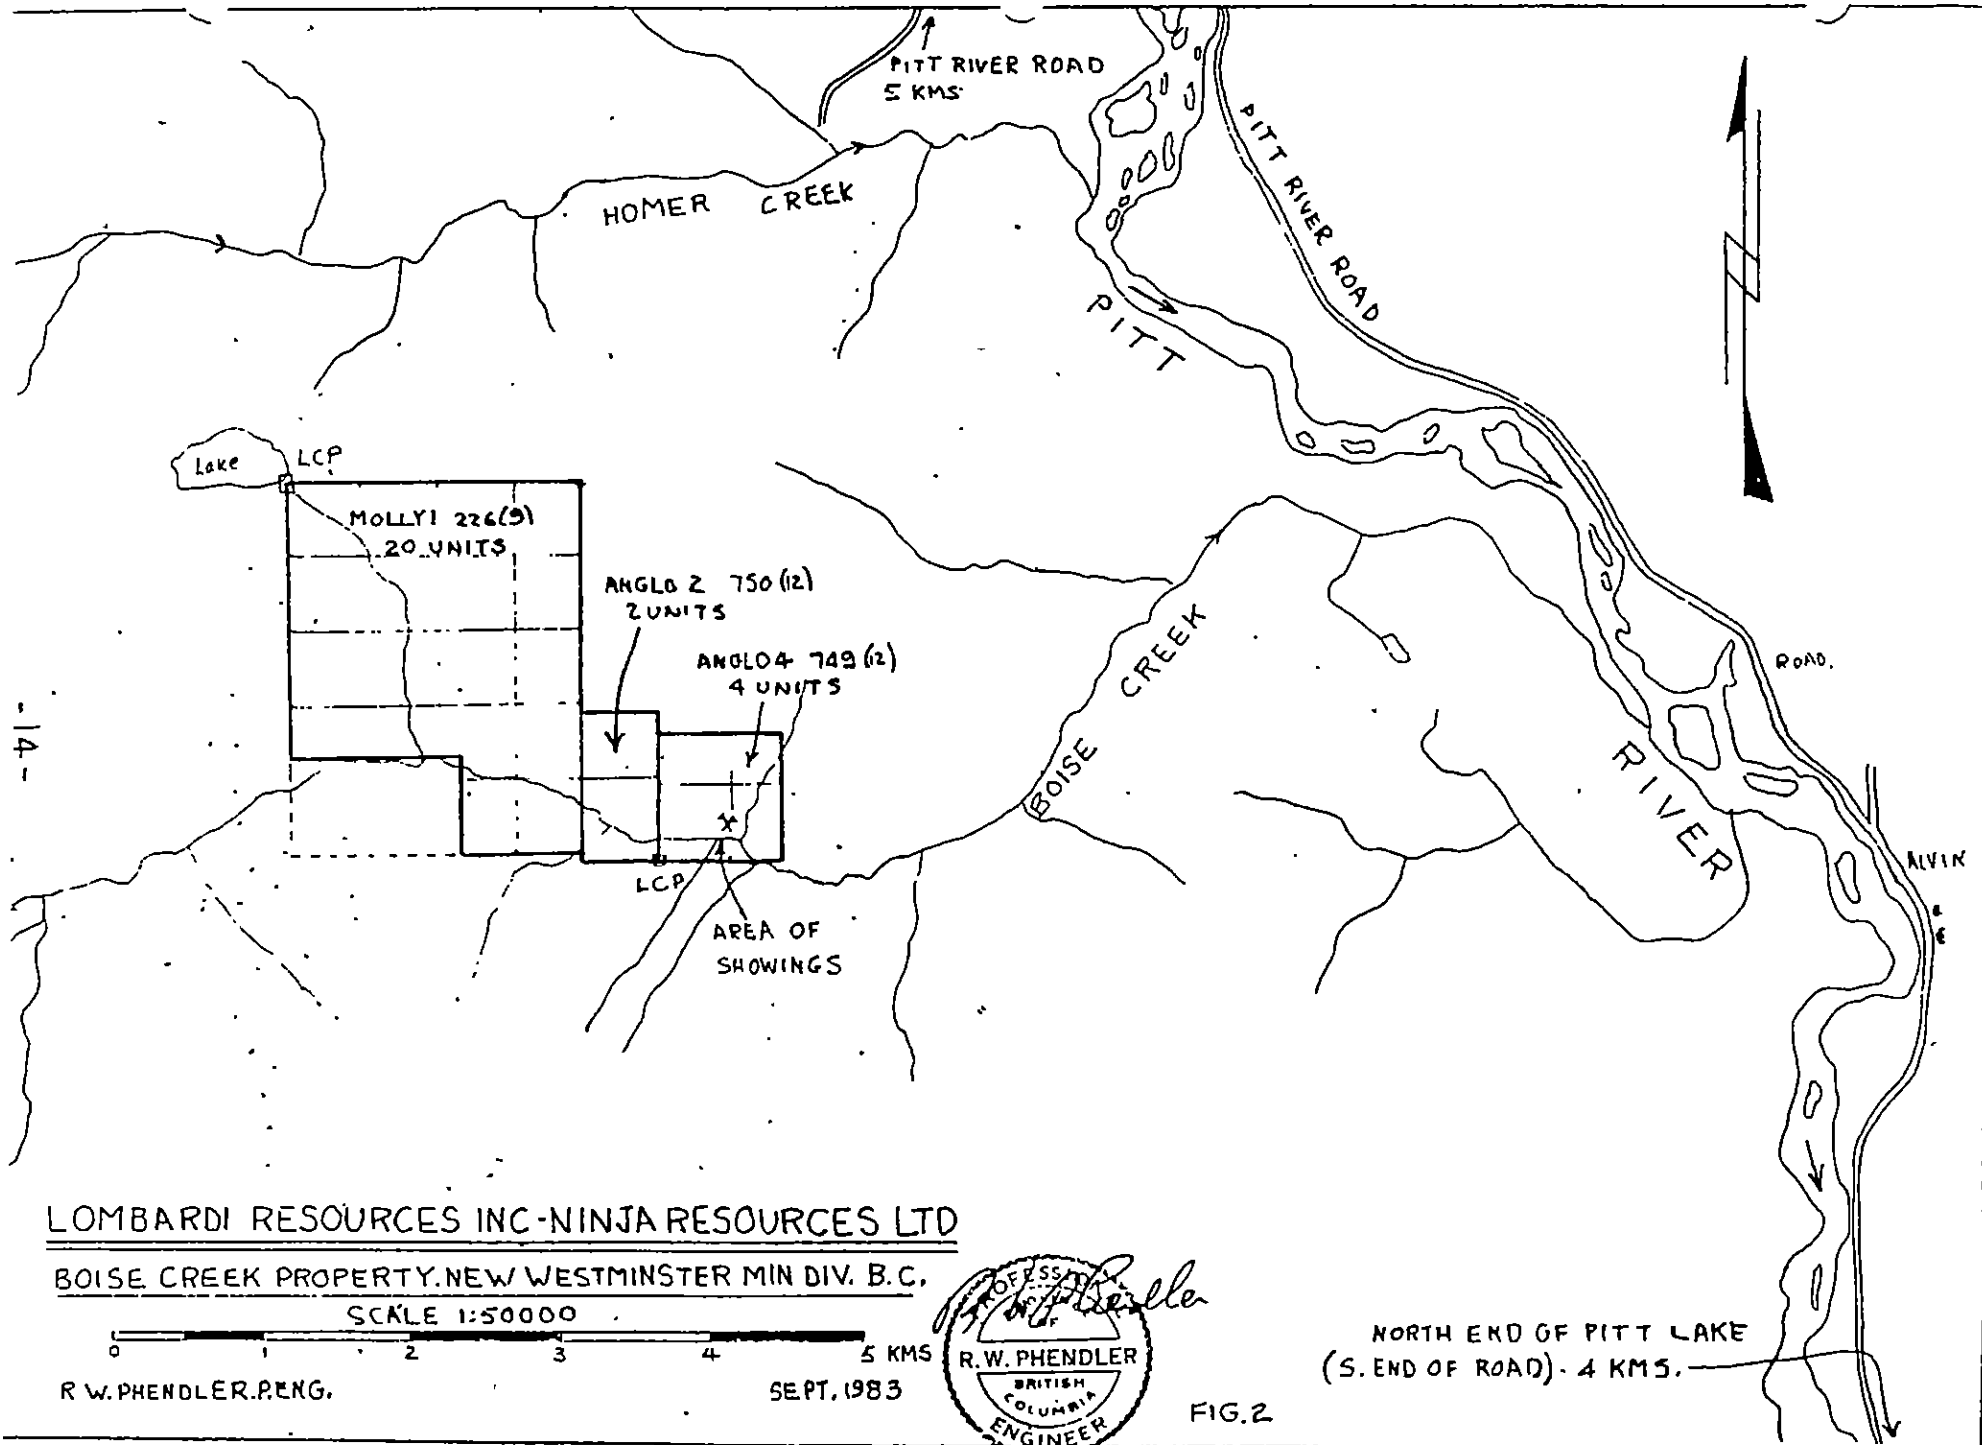 PITT RIVER ROAD
5 KMS.
PITT RIVER ROAD
HOMER CREEK
PITT
Lake
LCP
MOLLY1 226(9)
20 UNITS
ANGLO 2 750 (12)
2 UNITS
ANGLO 4 749 (12)
4 UNITS
BOISE CREEK
ROAD.
RIVER
ALVIN
-14-
LCP
AREA OF
SHOWINGS
LOMBARDI RESOURCES INC-NINJA RESOURCES LTD
BOISE CREEK PROPERTY. NEW WESTMINSTER MIN DIV. B.C.
SCALE 1:50000
0 1 2 3 4 5 KMS
R W. PHENDLER. P. ENG.
SEPT. 1983
PROFESSIO
OF
R. W. PHENDLER
BRITISH
COLUMBIA
ENGINEER
FIG. 2
NORTH END OF PITT LAKE
(S. END OF ROAD). 4 KMS.